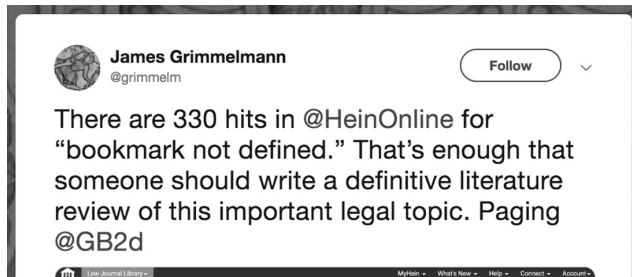 James Grimmelmann
@grimmelm
Follow
There are 330 hits in @HeinOnline for
“bookmark not defined.” That’s enough that
someone should write a definitive literature
review of this important legal topic. Paging
@GB2d
Law Journal Library
MyHein What's New Help Connect Account